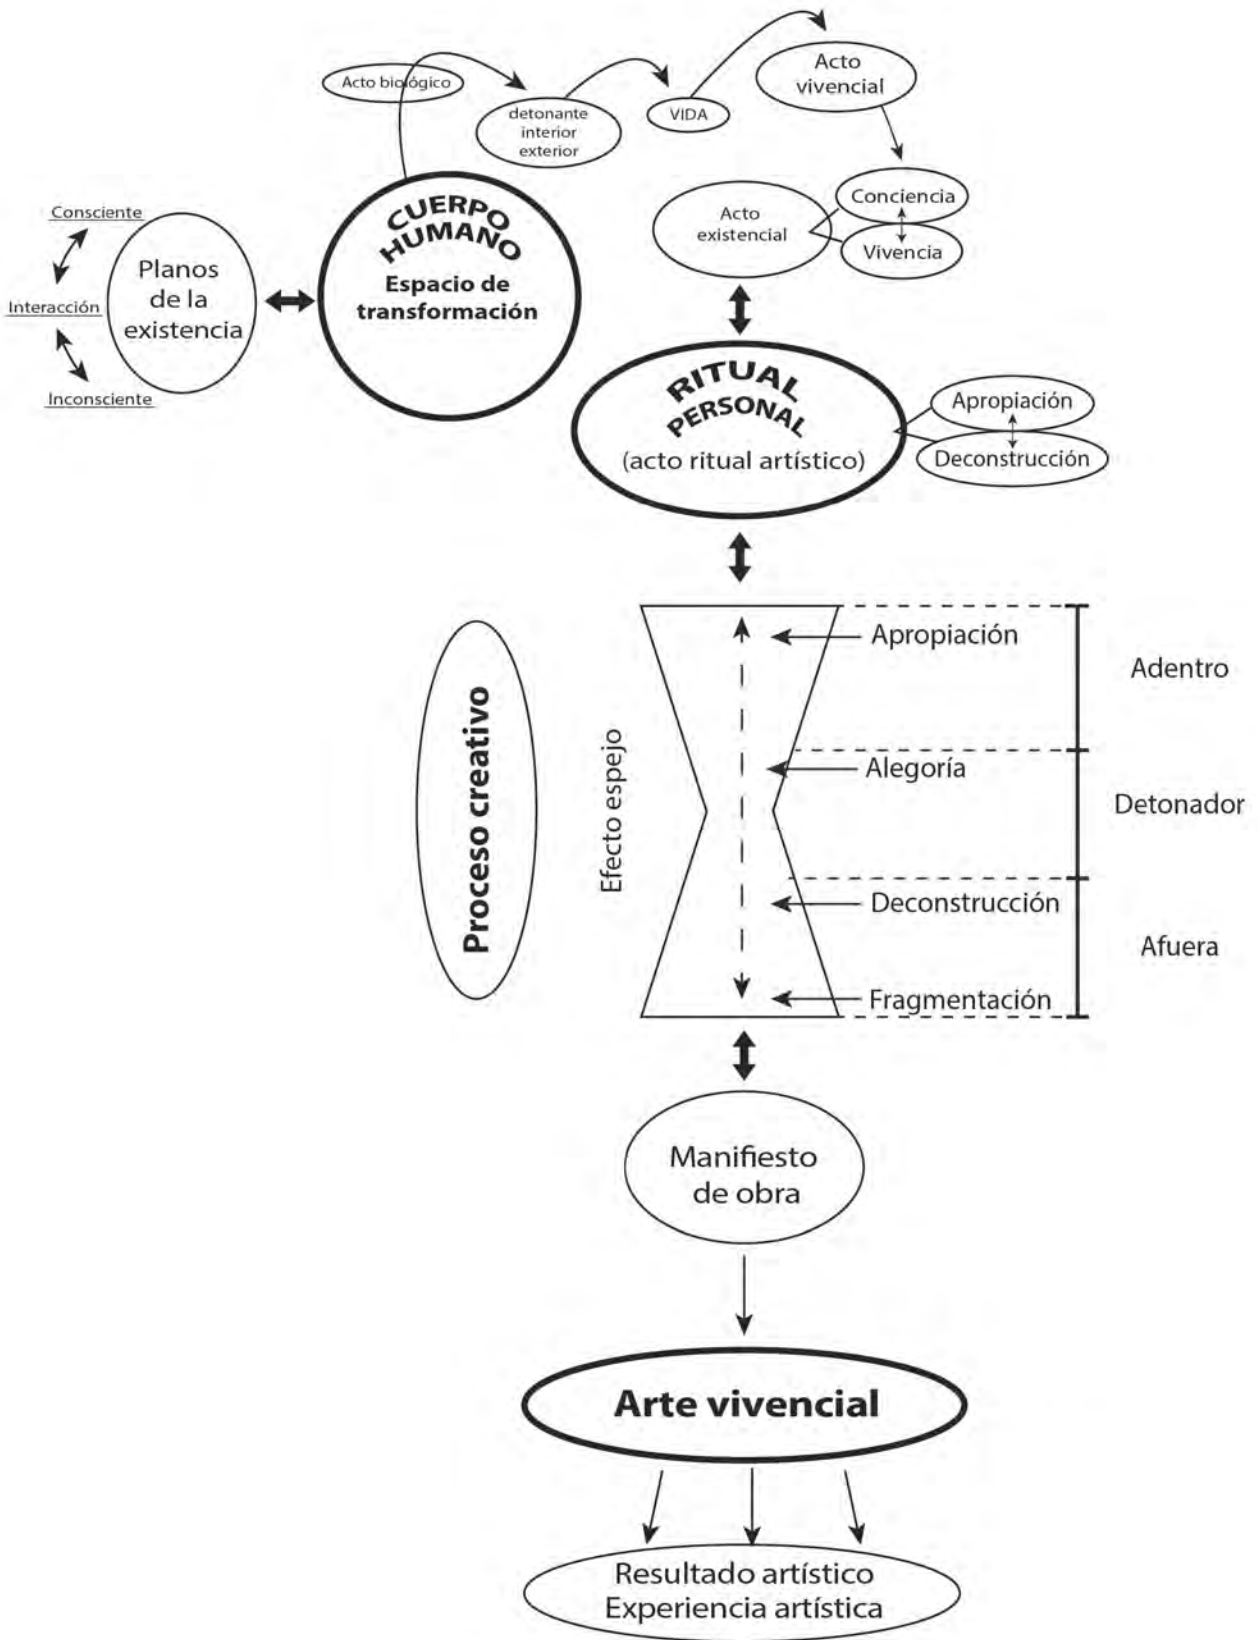 Acto biológico
detonante
interior
exterior
VIDA
Acto
vivencial
Consciente
Interacción
Inconsciente
Planos
de la
existencia
CUERPO
HUMANO
Espacio de
transformación
Acto
existencial
Conciencia
Vivencia
RITUAL
PERSONAL
(acto ritual artístico)
Apropiación
Deconstrucción
Proceso creativo
Efecto espejo
Apropiación
Alegoría
Deconstrucción
Fragmentación
Adentro
Detonador
Afuera
Manifiesto
de obra
Arte vivencial
Resultado artístico
Experiencia artística